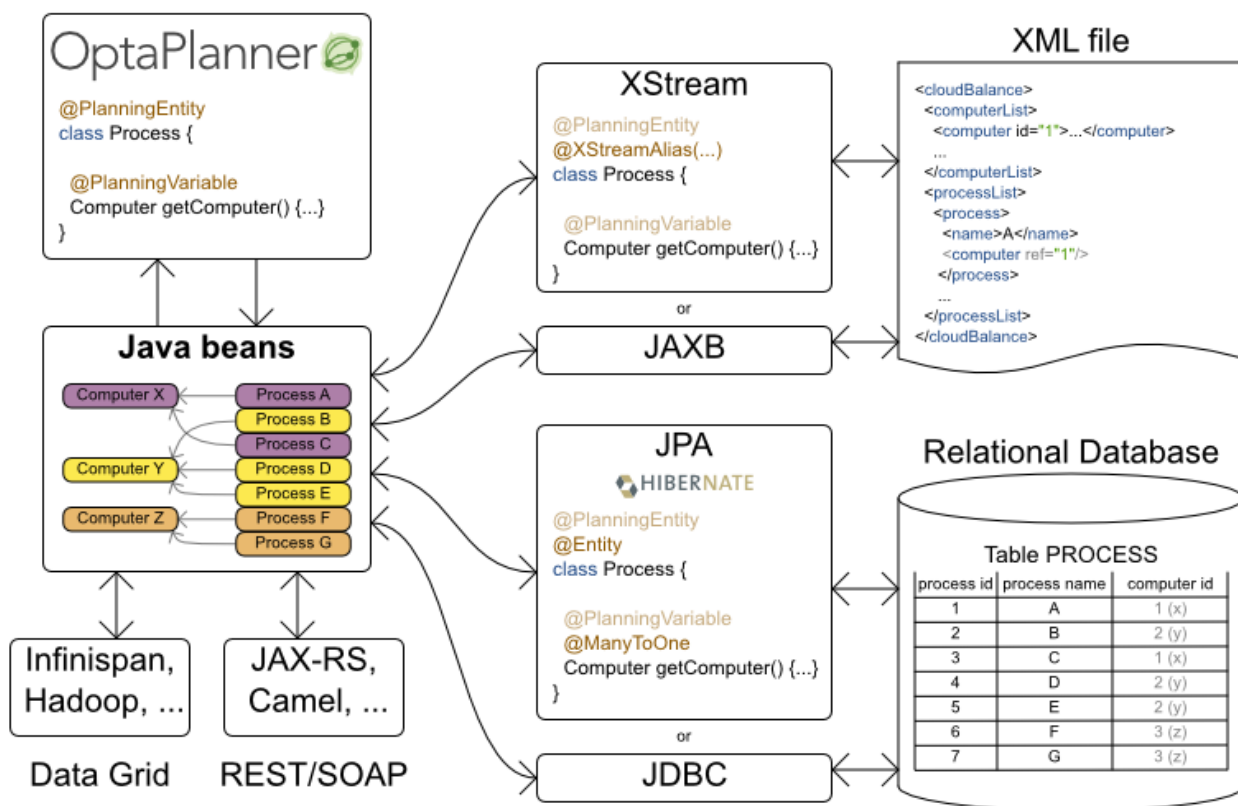 OptaPlanner
@PlanningEntity
class Process {
@PlanningVariable
Computer getComputer() {...}
}
Java beans
Computer X
Computer Y
Computer Z
Process A
Process B
Process C
Process D
Process E
Process F
Process G
Infinispan,
Hadoop, ...
Data Grid
JAX-RS,
Camel, ...
REST/SOAP
XStream
@PlanningEntity
@XStreamAlias(...)
class Process {
@PlanningVariable
Computer getComputer() {...}
}
or
JAXB
XML file
<cloudBalance>
<computerList>
<computer id="1">...</computer>
...
</computerList>
<processList>
<process>
<name>A</name>
<computer ref="1"/>
</process>
...
</processList>
</cloudBalance>
JPA
HIBERNATE
@PlanningEntity
@Entity
class Process {
@PlanningVariable
@ManyToOne
Computer getComputer() {...}
}
or
JDBC
Relational Database
Table PROCESS
process id process name computer id
1 A 1 (x)
2 B 2 (y)
3 C 1 (x)
4 D 2 (y)
5 E 2 (y)
6 F 3 (z)
7 G 3 (z)